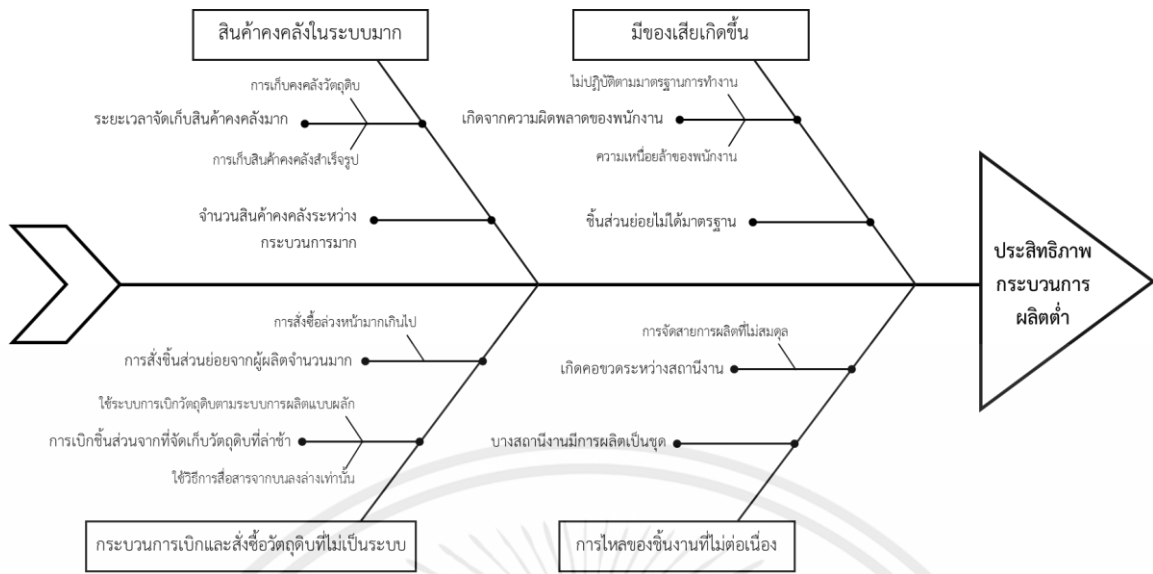 สินค้าคงคลังในระบบมาก
มีของเสียเกิดขึ้น
การเก็บคงคลังวัตถุดิบ
ระยะเวลาจัดเก็บสินค้าคงคลังมาก
การเก็บสินค้าคงคลังสำเร็จรูป
จำนวนสินค้าคงคลังระหว่าง
กระบวนการมาก
ไม่ปฏิบัติตามมาตรฐานการทำงาน
เกิดจากความผิดพลาดของพนักงาน
ความเหนื่อยล้าของพนักงาน
ชิ้นส่วนย่อยไม่ได้มาตรฐาน
ประสิทธิภาพ
กระบวนการ
ผลิตต่ำ
การสั่งซื้อล่วงหน้ามากเกินไป
การสั่งชิ้นส่วนย่อยจากผู้ผลิตจำนวนมาก
ใช้ระบบการเบิกวัตถุดิบตามระบบการผลิตแบบผลัก
การเบิกชิ้นส่วนจากที่จัดเก็บวัตถุดิบที่ล่าช้า
ใช้วิธีการสื่อสารจากบนลงล่างเท่านั้น
การจัดสายการผลิตที่ไม่สมดุล
เกิดคอขวดระหว่างสถานีงาน
บางสถานีงานมีการผลิตเป็นชุด
กระบวนการเบิกและสั่งซื้อวัตถุดิบที่ไม่เป็นระบบ
การไหลของชิ้นงานที่ไม่ต่อเนื่อง